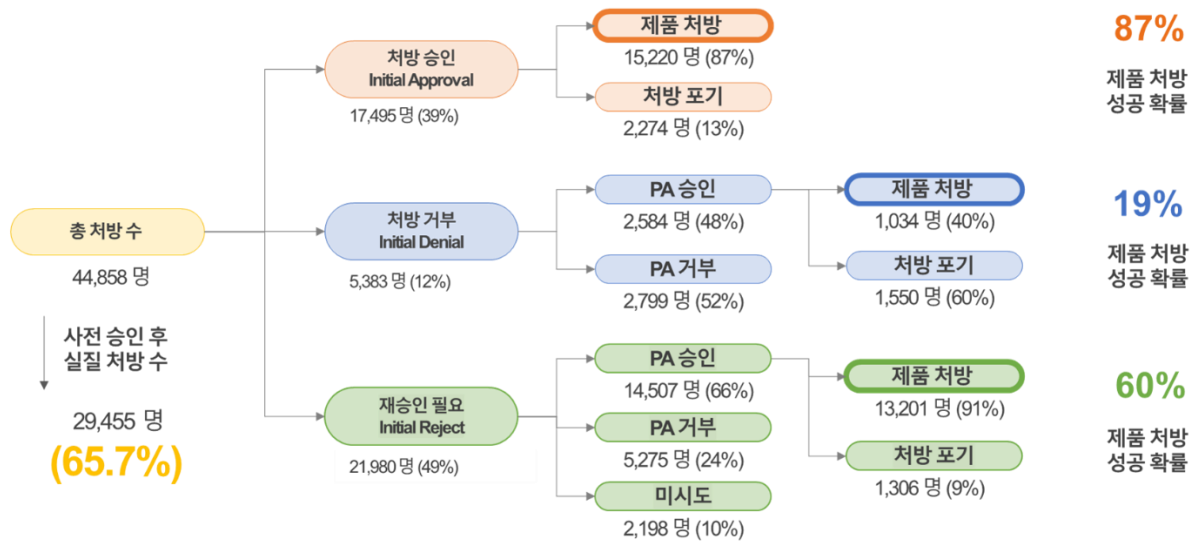 총 처방 수
44,858 명
사전 승인 후
실질 처방 수
29,455 명
(65.7%)
처방 승인
Initial Approval
17,495 명 (39%)
제품 처방
15,220 명 (87%)
처방 포기
2,274 명 (13%)
87%
제품 처방
성공 확률
처방 거부
Initial Denial
5,383 명 (12%)
PA 승인
2,584 명 (48%)
PA 거부
2,799 명 (52%)
제품 처방
1,034 명 (40%)
처방 포기
1,550 명 (60%)
19%
제품 처방
성공 확률
재승인 필요
Initial Reject
21,980 명 (49%)
PA 승인
14,507 명 (66%)
PA 거부
5,275 명 (24%)
미시도
2,198 명 (10%)
제품 처방
13,201 명 (91%)
처방 포기
1,306 명 (9%)
60%
제품 처방
성공 확률